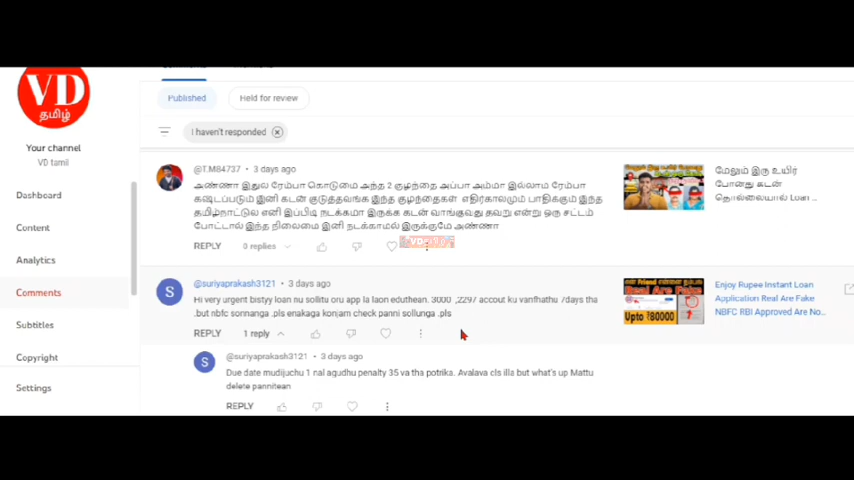 VD
தமிழ்
Your channel
VD tamil
Dashboard
Content
Analytics
Comments
Subtitles
Copyright
Settings
Published
Held for review
I haven't responded
@T.M84737 • 3 days ago
அண்ணா இதுல ரேம்பா கொடுமை அந்த 2 குழந்தை அப்பா அம்மா இல்லாம ரேம்பா
கஷ்டப்படும் இனி கடன் குடுத்தவங்க இந்த குழந்தைகள் எதிர்காலமும் பாதிக்கும் இந்த
தமிழ்நாட்டுல எனி இப்பிடி நடக்கமா இருக்க கடன் வாங்குவது தவறு என்று ஒரு சட்டம்
போட்டால் இந்த நிலைமை இனி நடக்காமல் இருக்குமே அண்ணா
REPLY 0 replies
மேலும் இரு உயிர்
போனது கடன்
தொல்லையால் Loan ...
@suriyaprakash3121 • 3 days ago
Hi very urgent bistyy loan nu sollitu oru app la laon eduthean. 3000 ,2297 accout ku vanfhathu 7days tha
.but nbfc sonnanga .pls enakaga konjam check panni sollunga .pls
REPLY 1 reply
Real Are Fake
Upto ₹80000
Enjoy Rupee Instant Loan
Application Real Are Fake
NBFC RBI Approved Are No...
@suriyaprakash3121 • 3 days ago
Due date mudijuchu 1 nal agudhu penalty 35 va tha potrika. Avalava cls illa but what's up Mattu
delete pannitean
REPLY